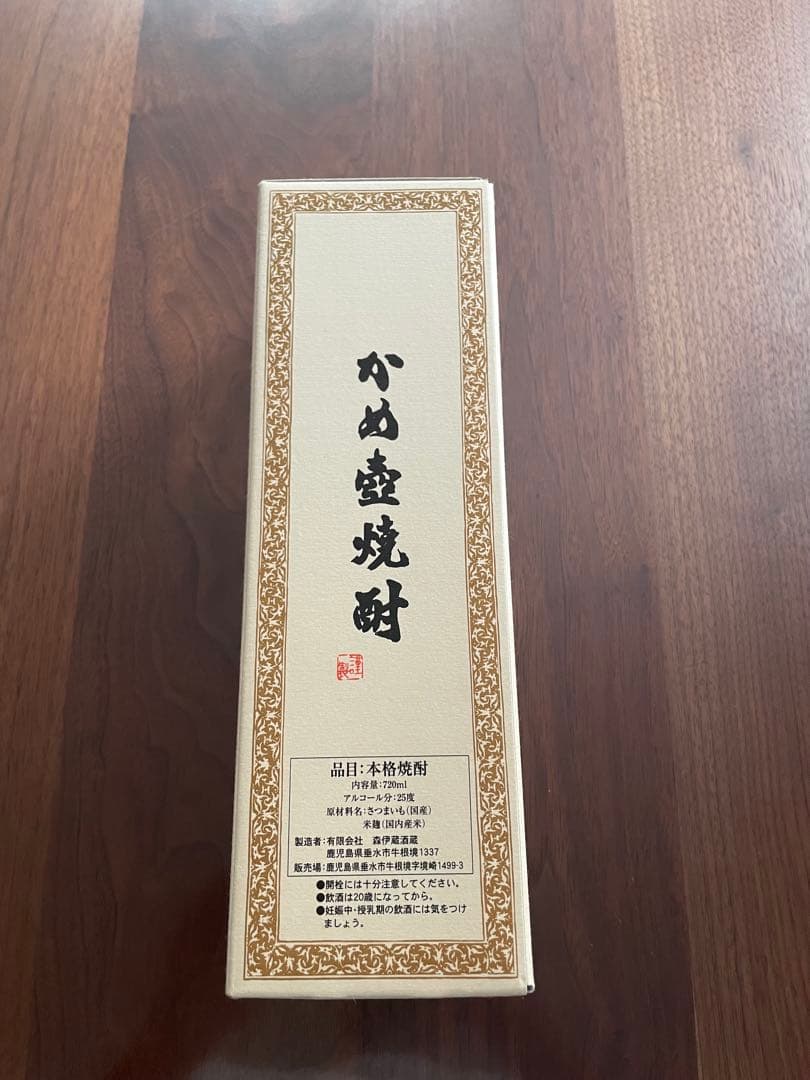 かめ壺焼酎
謹製
品目：本格焼酎
内容量：720ml
アルコール分：25度
原材料名：さつまいも（国産）
米麹（国内産米）
製造者：有限会社 森伊蔵酒蔵
鹿児島県垂水市牛根境1337
販売場：鹿児島県垂水市牛根境字境崎1499-3
●開栓には十分注意してください。
●飲酒は20歳になってから。
●妊娠中・授乳期の飲酒には気をつけ
ましょう。